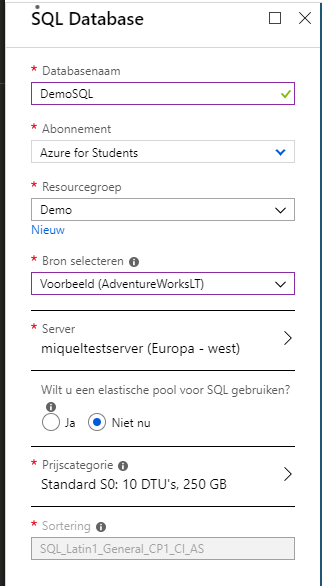 SQL Database
* Databasenaam
DemoSQL
* Abonnement
Azure for Students
* Resourcegroep
Demo
Nieuw
* Bron selecteren
Voorbeeld (AdventureWorksLT)
* Server
miqueltestserver (Europa - west)
Wilt u een elastische pool voor SQL gebruiken?
Ja Niet nu
* Prijscategorie
Standard S0: 10 DTU's, 250 GB
* Sortering
SQL_Latin1_General_CP1_CI_AS